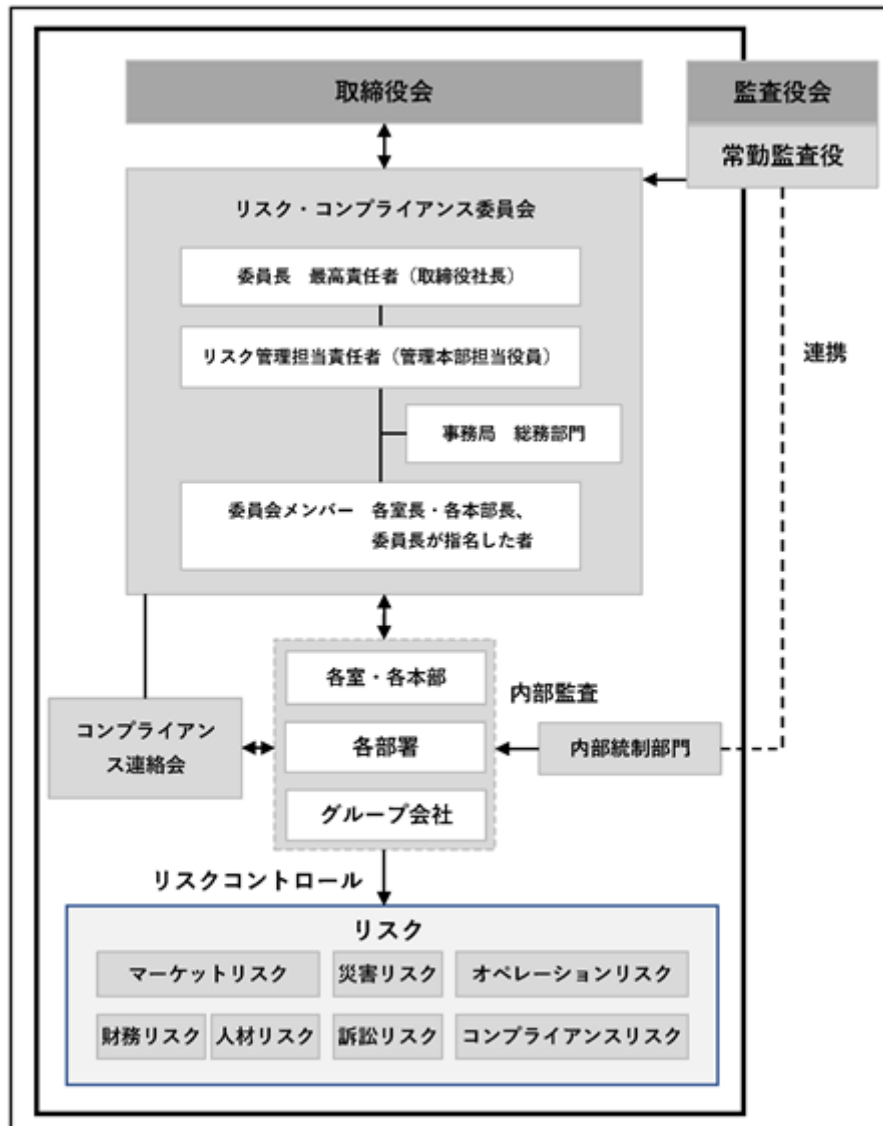 取締役会
監査役会
常勤監査役
リスク・コンプライアンス委員会
委員長　最高責任者（取締役社長）
リスク管理担当責任者（管理本部担当役員）
連携
事務局　総務部門
委員会メンバー　各室長・各本部長、
委員長が指名した者
各室・各本部
内部監査
コンプライアン
ス連絡会
各部署
内部統制部門
グループ会社
リスクコントロール
リスク
マーケットリスク
災害リスク
オペレーションリスク
財務リスク
人材リスク
訴訟リスク
コンプライアンスリスク